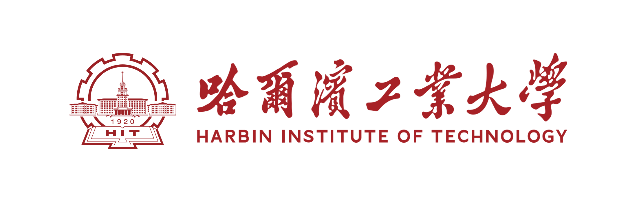 1920
HIT
哈爾濱工業大學
HARBIN INSTITUTE OF TECHNOLOGY